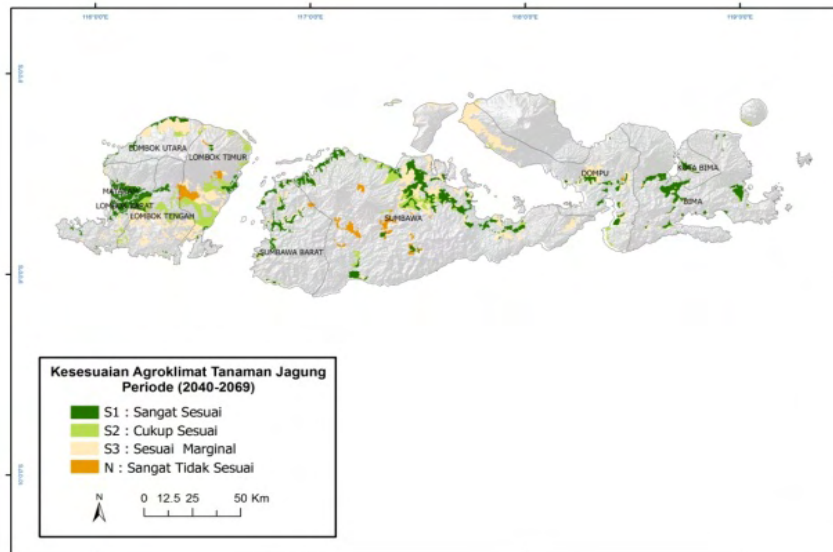 116°0'0"E 117°0'0"E 118°0'0"E 119°0'0"E
LOMBOK UTARA
LOMBOK TIMUR
LOMBOK TENGAH
SUMBAWA
SUMBAWA BARAT
DOMPU
KOTA BIMA
BIMA
Kesesuaian Agroklimat Tanaman Jagung
Periode (2040-2069)
S1 : Sangat Sesuai
S2 : Cukup Sesuai
S3 : Sesuai Marginal
N : Sangat Tidak Sesuai
N
0 12.5 25 50 Km